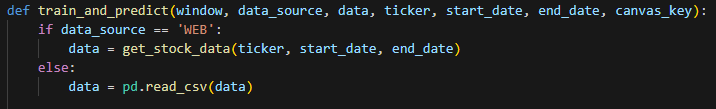 def train_and_predict(window, data_source, data, ticker, start_date, end_date, canvas_key):
    if data_source == 'WEB':
        data = get_stock_data(ticker, start_date, end_date)
    else:
        data = pd.read_csv(data)